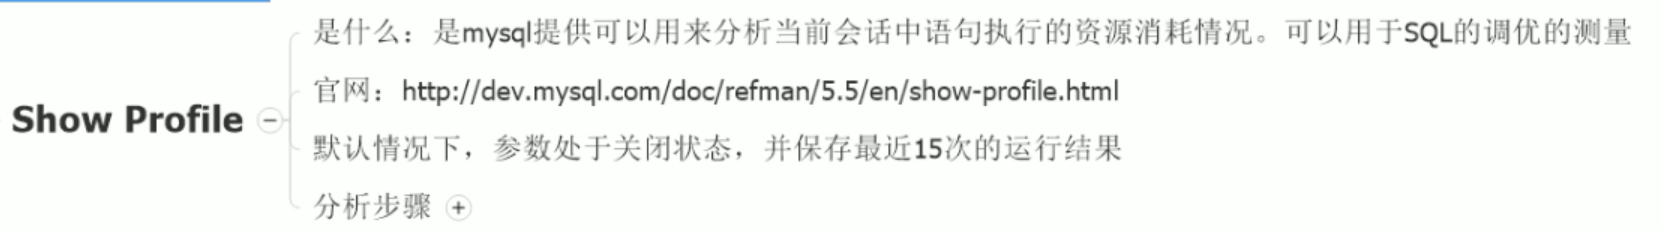 是什么：是mysql提供可以用来分析当前会话中语句执行的资源消耗情况。可以用于SQL的调优的测量
官网：http://dev.mysql.com/doc/refman/5.5/en/show-profile.html
Show Profile
默认情况下，参数处于关闭状态，并保存最近15次的运行结果
分析步骤